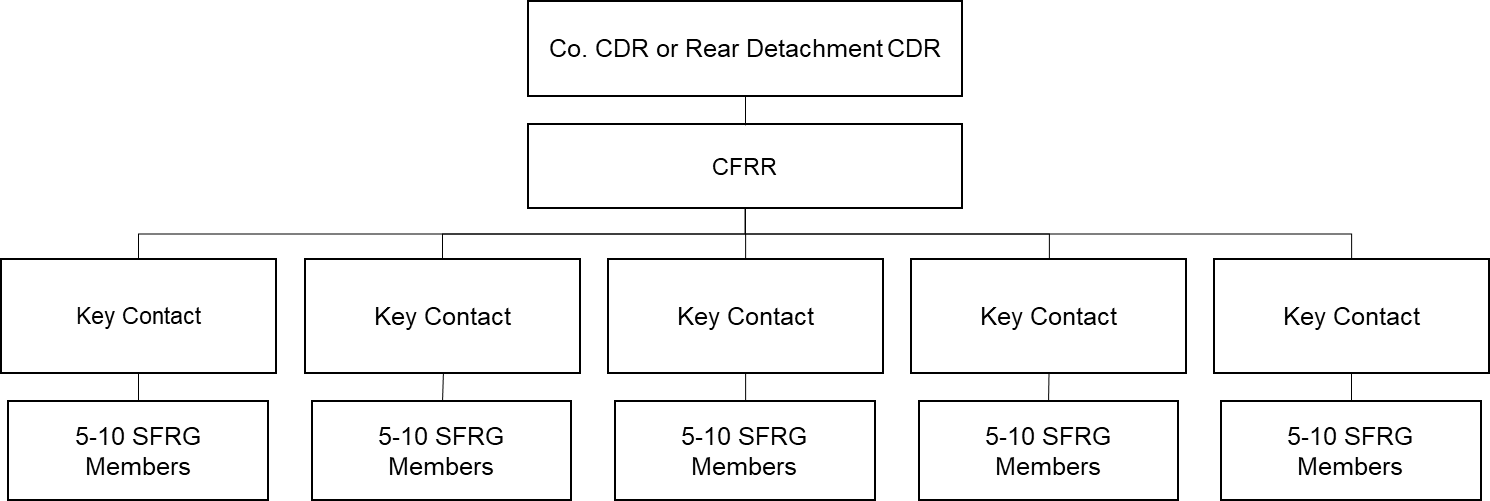 Co. CDR or Rear Detachment CDR
CFRR
Key Contact
Key Contact
Key Contact
Key Contact
Key Contact
5-10 SFRG
Members
5-10 SFRG
Members
5-10 SFRG
Members
5-10 SFRG
Members
5-10 SFRG
Members